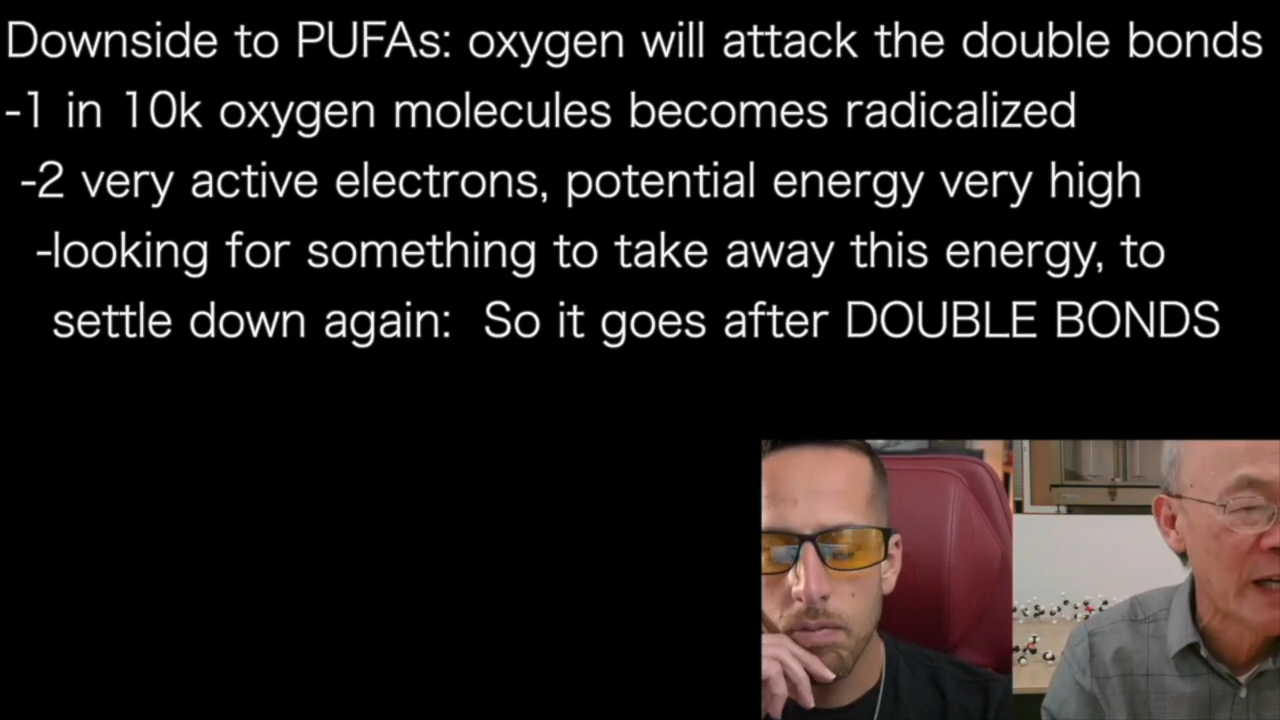 Downside to PUFAs: oxygen will attack the double bonds
-1 in 10k oxygen molecules becomes radicalized
-2 very active electrons, potential energy very high
-looking for something to take away this energy, to
settle down again: So it goes after DOUBLE BONDS